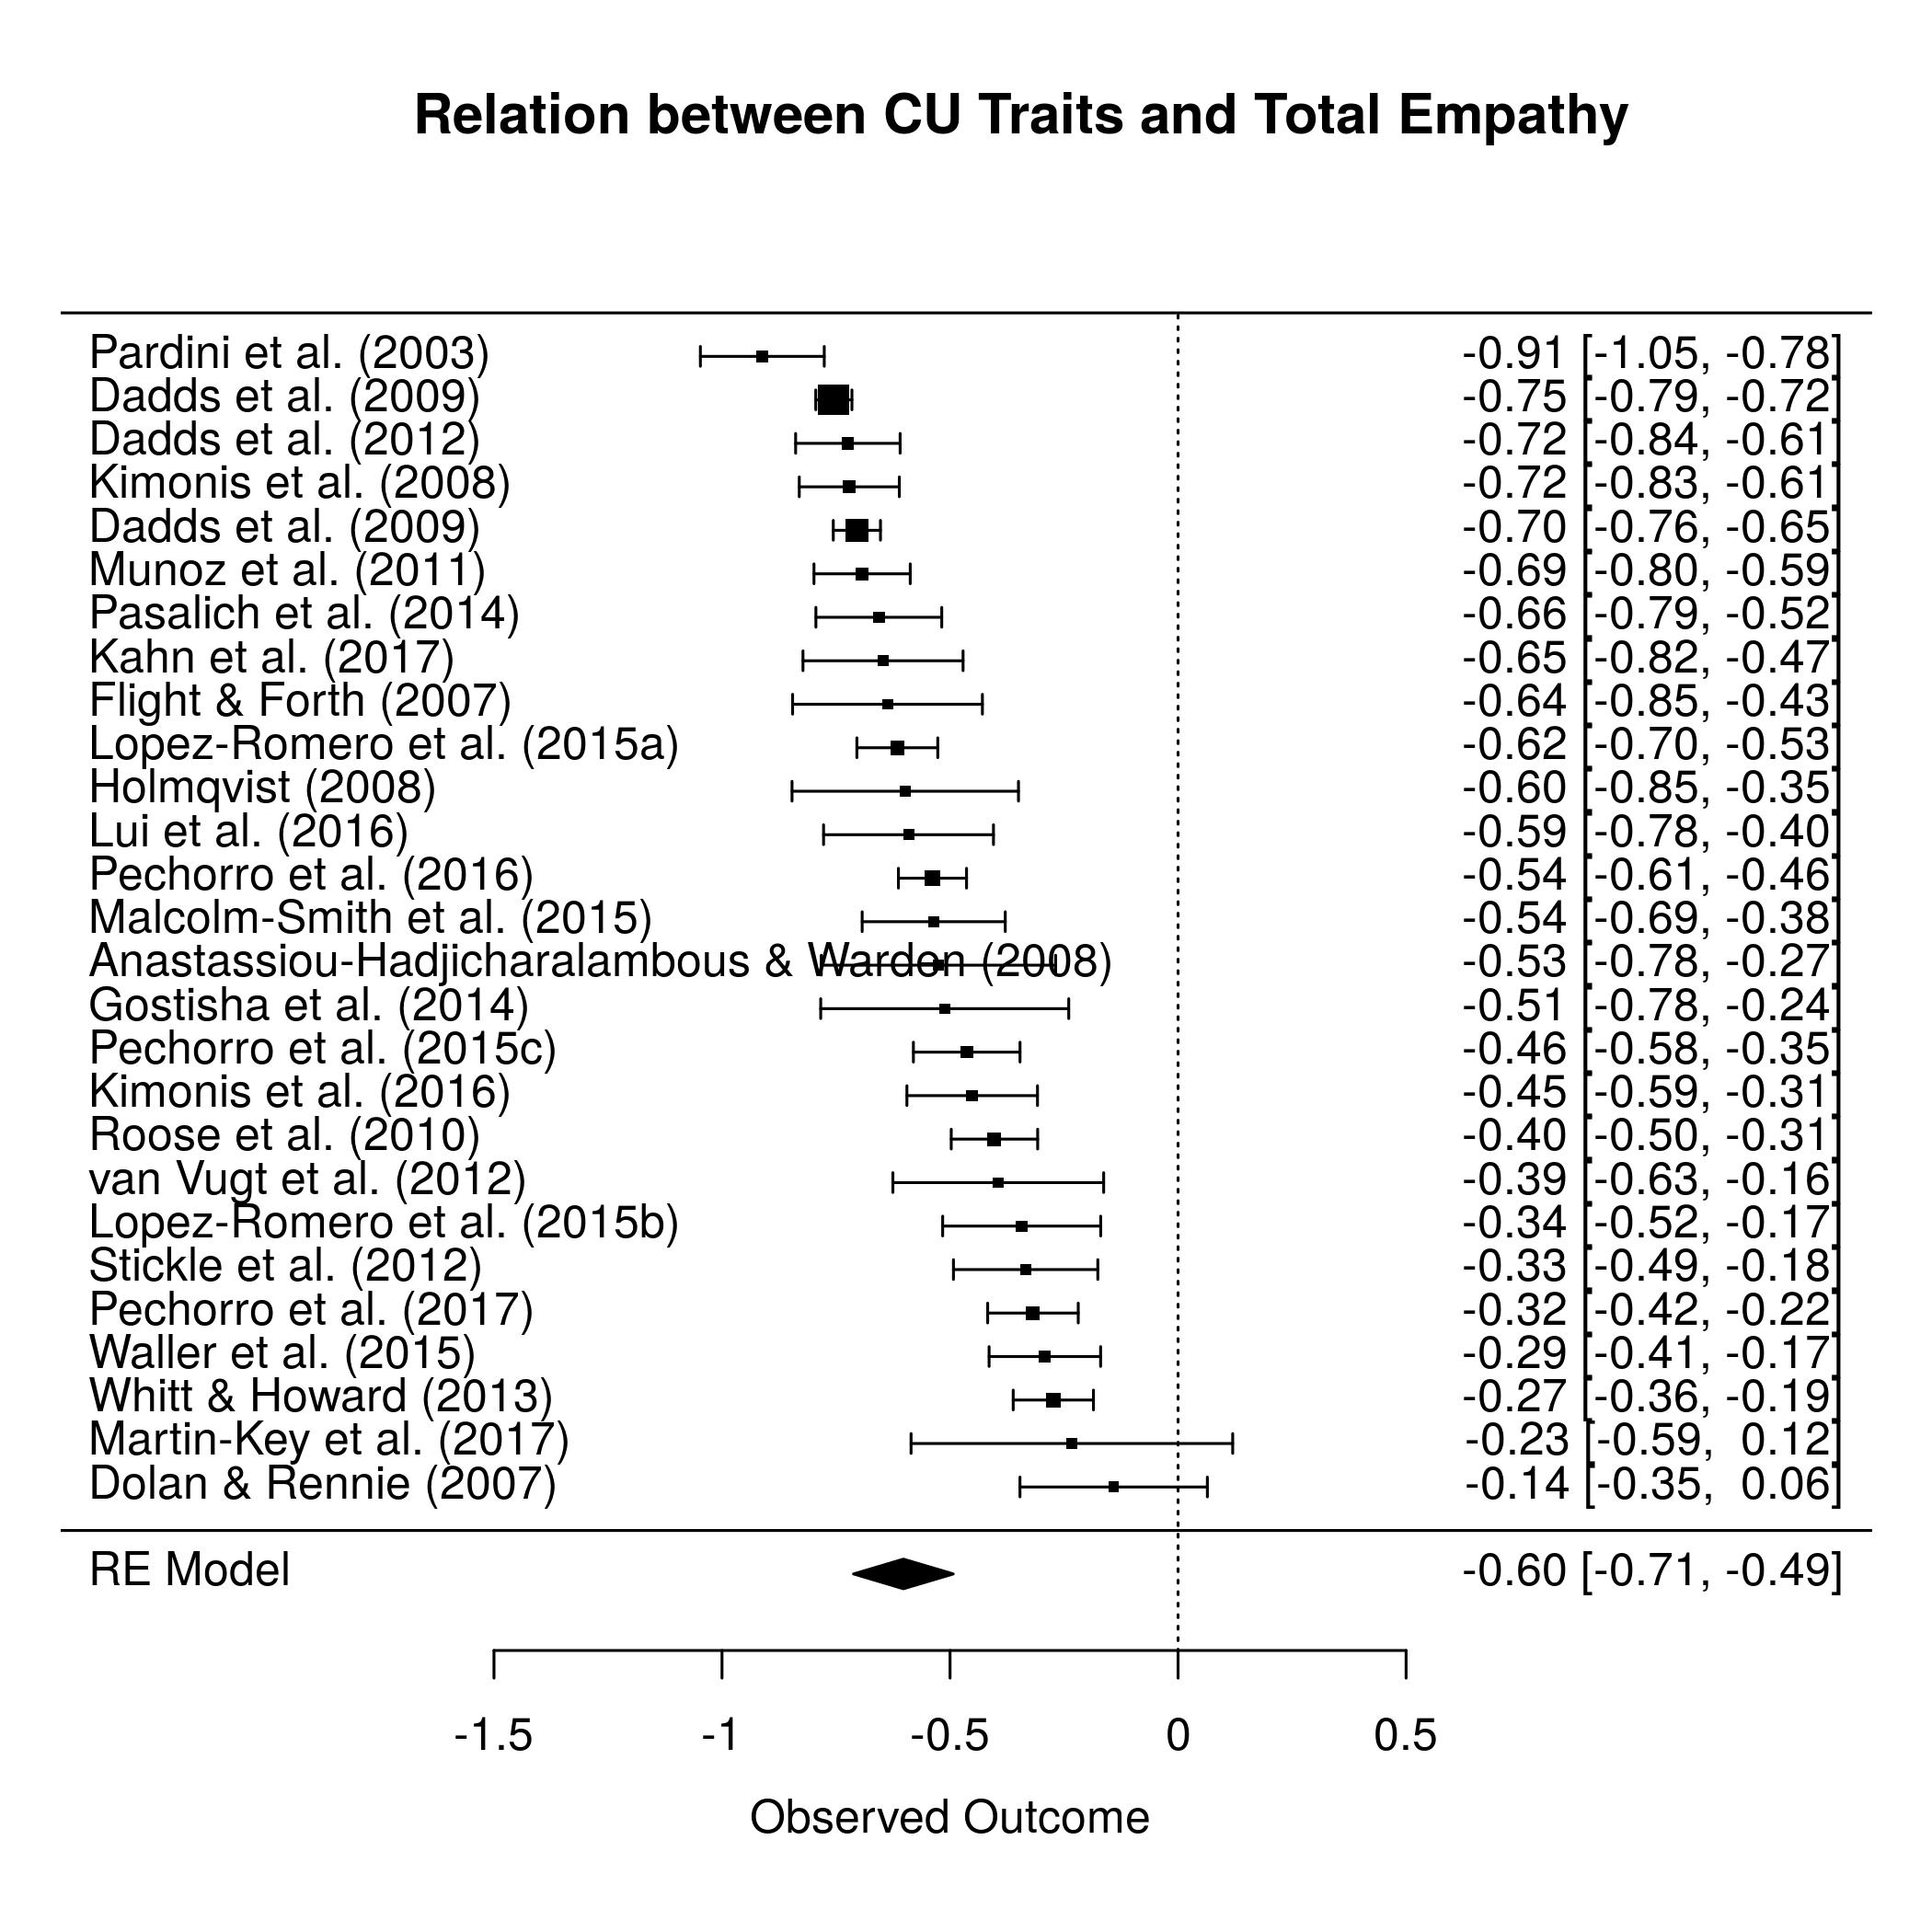 Relation between CU Traits and Total Empathy
Pardini et al. (2003) -0.91 [-1.05, -0.78]
Dadds et al. (2009) -0.75 [-0.79, -0.72]
Dadds et al. (2012) -0.72 [-0.84, -0.61]
Kimonis et al. (2008) -0.72 [-0.83, -0.61]
Dadds et al. (2009) -0.70 [-0.76, -0.65]
Munoz et al. (2011) -0.69 [-0.80, -0.59]
Pasalich et al. (2014) -0.66 [-0.79, -0.52]
Kahn et al. (2017) -0.65 [-0.82, -0.47]
Flight & Forth (2007) -0.64 [-0.85, -0.43]
Lopez-Romero et al. (2015a) -0.62 [-0.70, -0.53]
Holmqvist (2008) -0.60 [-0.85, -0.35]
Lui et al. (2016) -0.59 [-0.78, -0.40]
Pechorro et al. (2016) -0.54 [-0.61, -0.46]
Malcolm-Smith et al. (2015) -0.54 [-0.69, -0.38]
Anastassiou-Hadjicharalambous & Warden (2008) -0.53 [-0.78, -0.27]
Gostisha et al. (2014) -0.51 [-0.78, -0.24]
Pechorro et al. (2015c) -0.46 [-0.58, -0.35]
Kimonis et al. (2016) -0.45 [-0.59, -0.31]
Roose et al. (2010) -0.40 [-0.50, -0.31]
van Vugt et al. (2012) -0.39 [-0.63, -0.16]
Lopez-Romero et al. (2015b) -0.34 [-0.52, -0.17]
Stickle et al. (2012) -0.33 [-0.49, -0.18]
Pechorro et al. (2017) -0.32 [-0.42, -0.22]
Waller et al. (2015) -0.29 [-0.41, -0.17]
Whitt & Howard (2013) -0.27 [-0.36, -0.19]
Martin-Key et al. (2017) -0.23 [-0.59, 0.12]
Dolan & Rennie (2007) -0.14 [-0.35, 0.06]
RE Model -0.60 [-0.71, -0.49]
-1.5 -1 -0.5 0 0.5
Observed Outcome